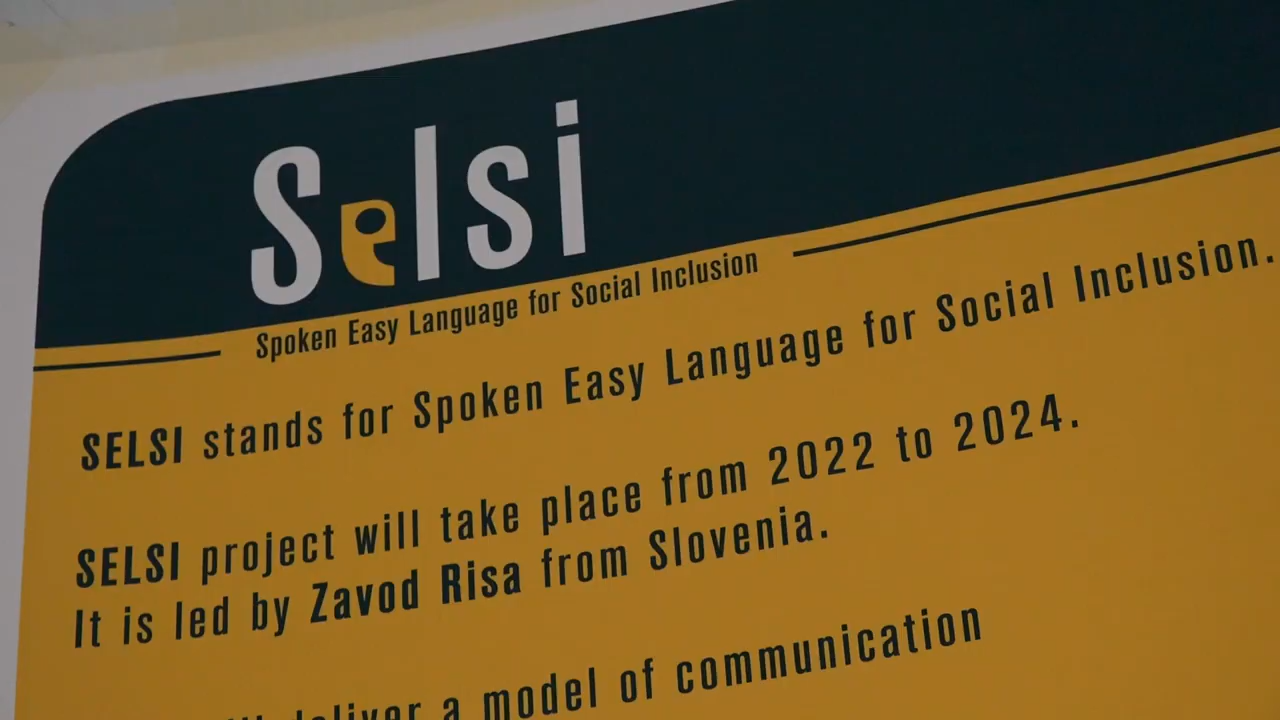 Selsi
Spoken Easy Language for Social Inclusion
SELSI stands for Spoken Easy Language for Social Inclusion.
SELSI project will take place from 2022 to 2024.
It is led by Zavod Risa from Slovenia.
deliver a model of communication